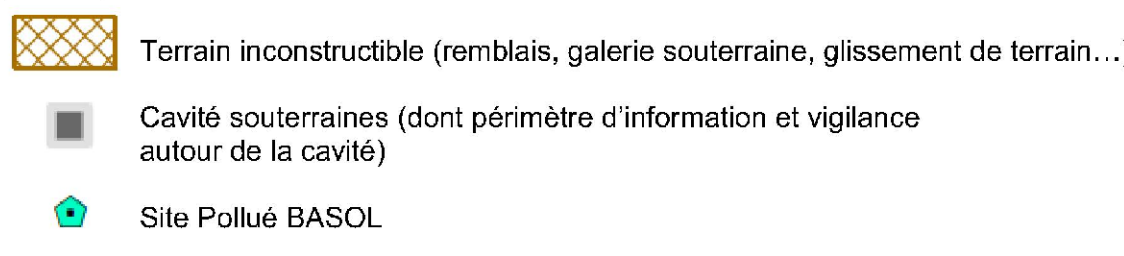 Terrain inconstructible (remblais, galerie souterraine, glissement de terrain…)
Cavité souterraines (dont périmètre d'information et vigilance
autour de la cavité)
Site Pollué BASOL